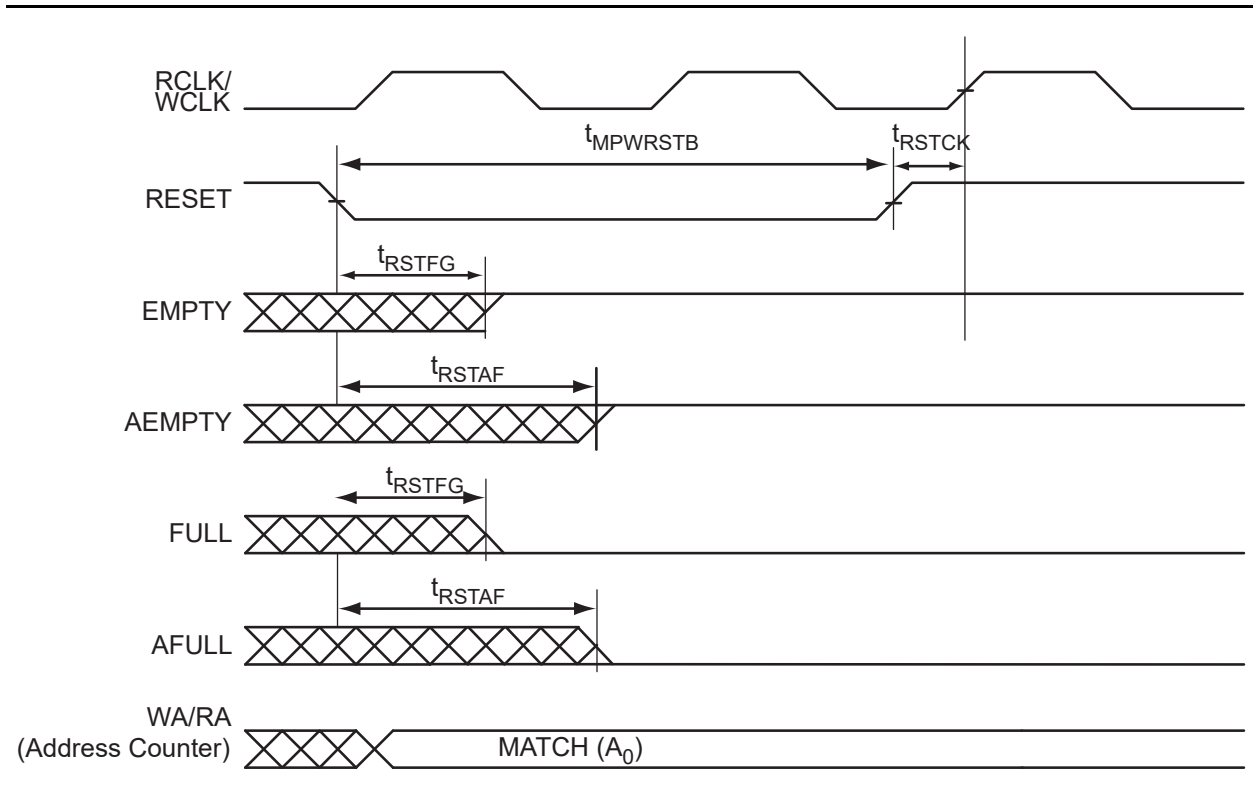 RCLK/
WCLK
tMPWRSTB
tRSTCK
RESET
tRSTFG
EMPTY
tRSTAF
AEMPTY
tRSTFG
FULL
tRSTAF
AFULL
WA/RA
(Address Counter)
MATCH (A0)